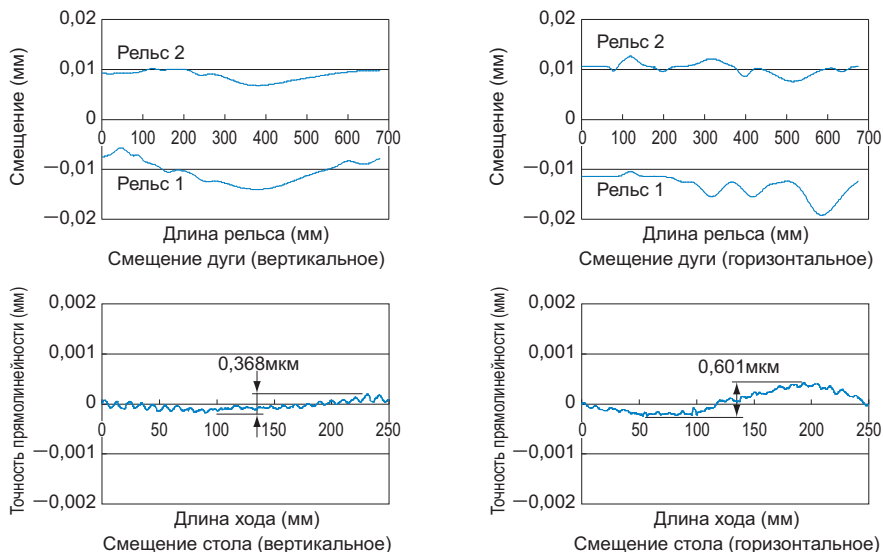 0,02
Смещение (мм)
Рельс 2
0,01
0
0 100 200 300 400 500 600 700
—0,01
Рельс 1
—0,02
Длина рельса (мм)
Смещение дуги (вертикальное)
0,02
Смещение (мм)
Рельс 2
0,01
0
0 100 200 300 400 500 600 700
—0,01
Рельс 1
—0,02
Длина рельса (мм)
Смещение дуги (горизонтальное)
0,002
Точность прямолинейности (мм)
0,001
0,368мкм
0
0 50 100 150 200 250
—0,001
—0,002
Длина хода (мм)
Смещение стола (вертикальное)
0,002
Точность прямолинейности (мм)
0,001
0,601мкм
0
0 50 100 150 200 250
—0,001
—0,002
Длина хода (мм)
Смещение стола (горизонтальное)